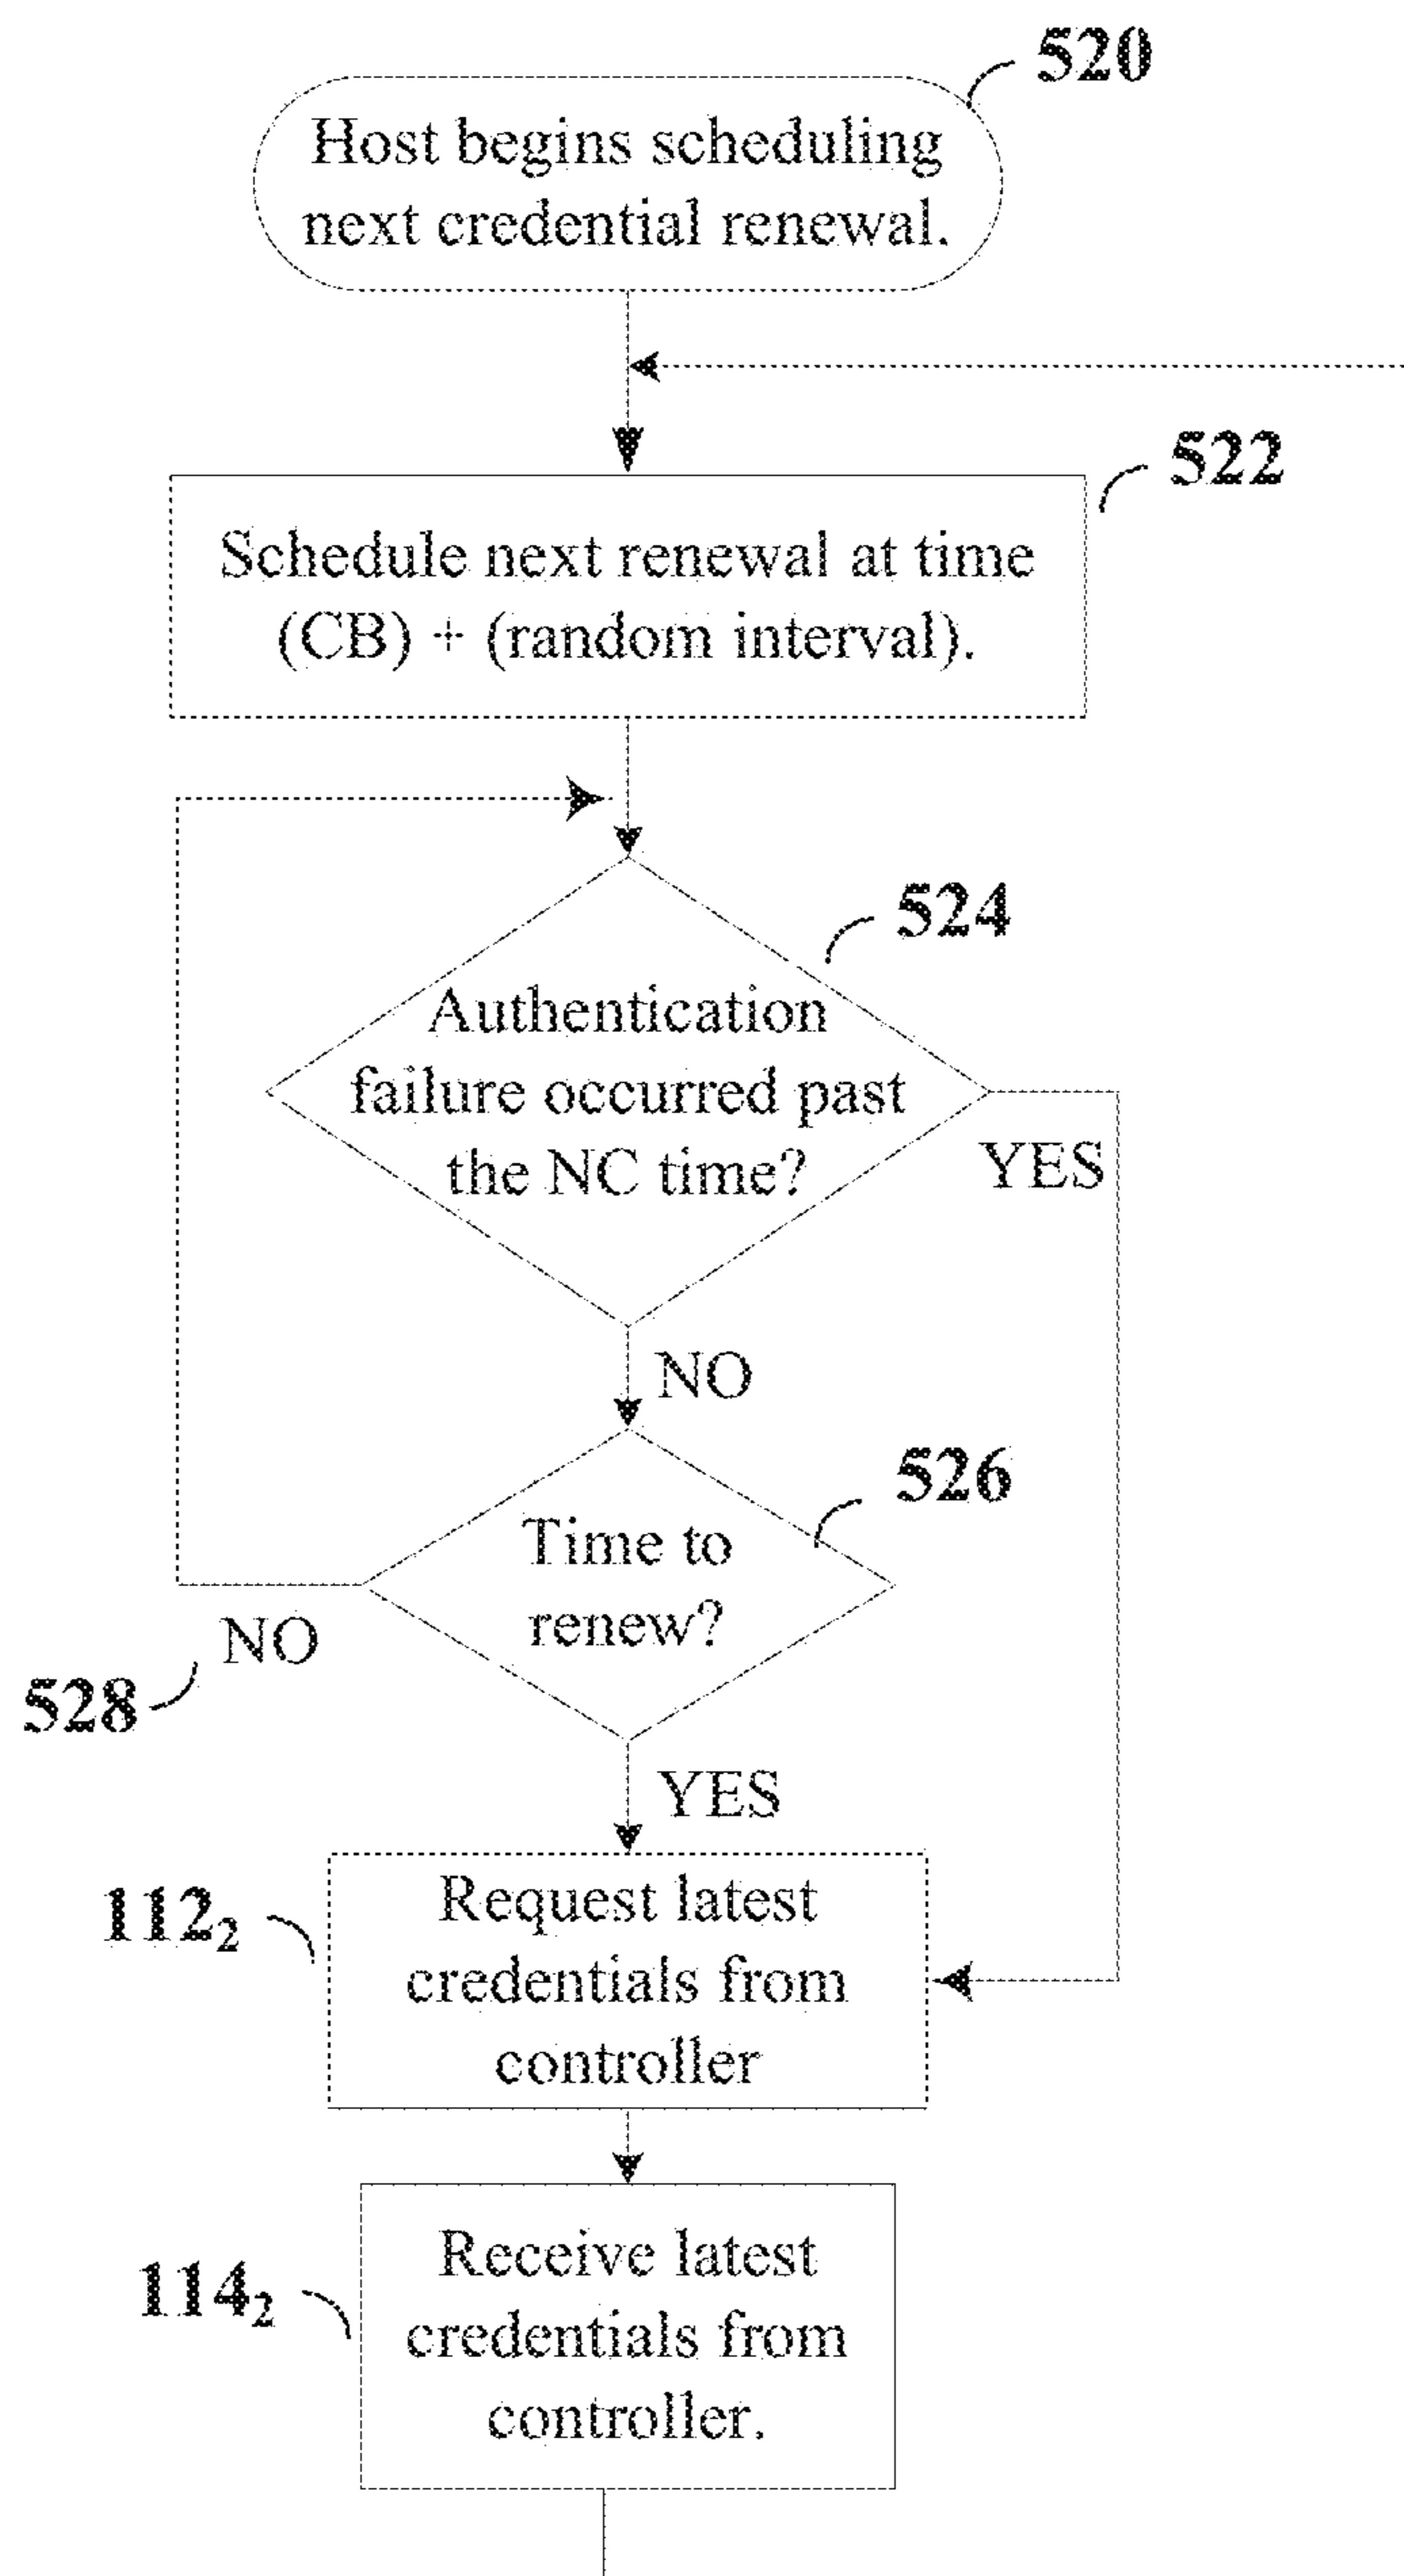 520
Host begins scheduling
next credential renewal.
522
Schedule next renewal at time
(CB) + (random interval).
524
Authentication
failure occurred past
the NC time?
YES
NO
526
Time to
renew?
NO
528
YES
112₂
Request latest
credentials from
controller
114₂
Receive latest
credentials from
controller.